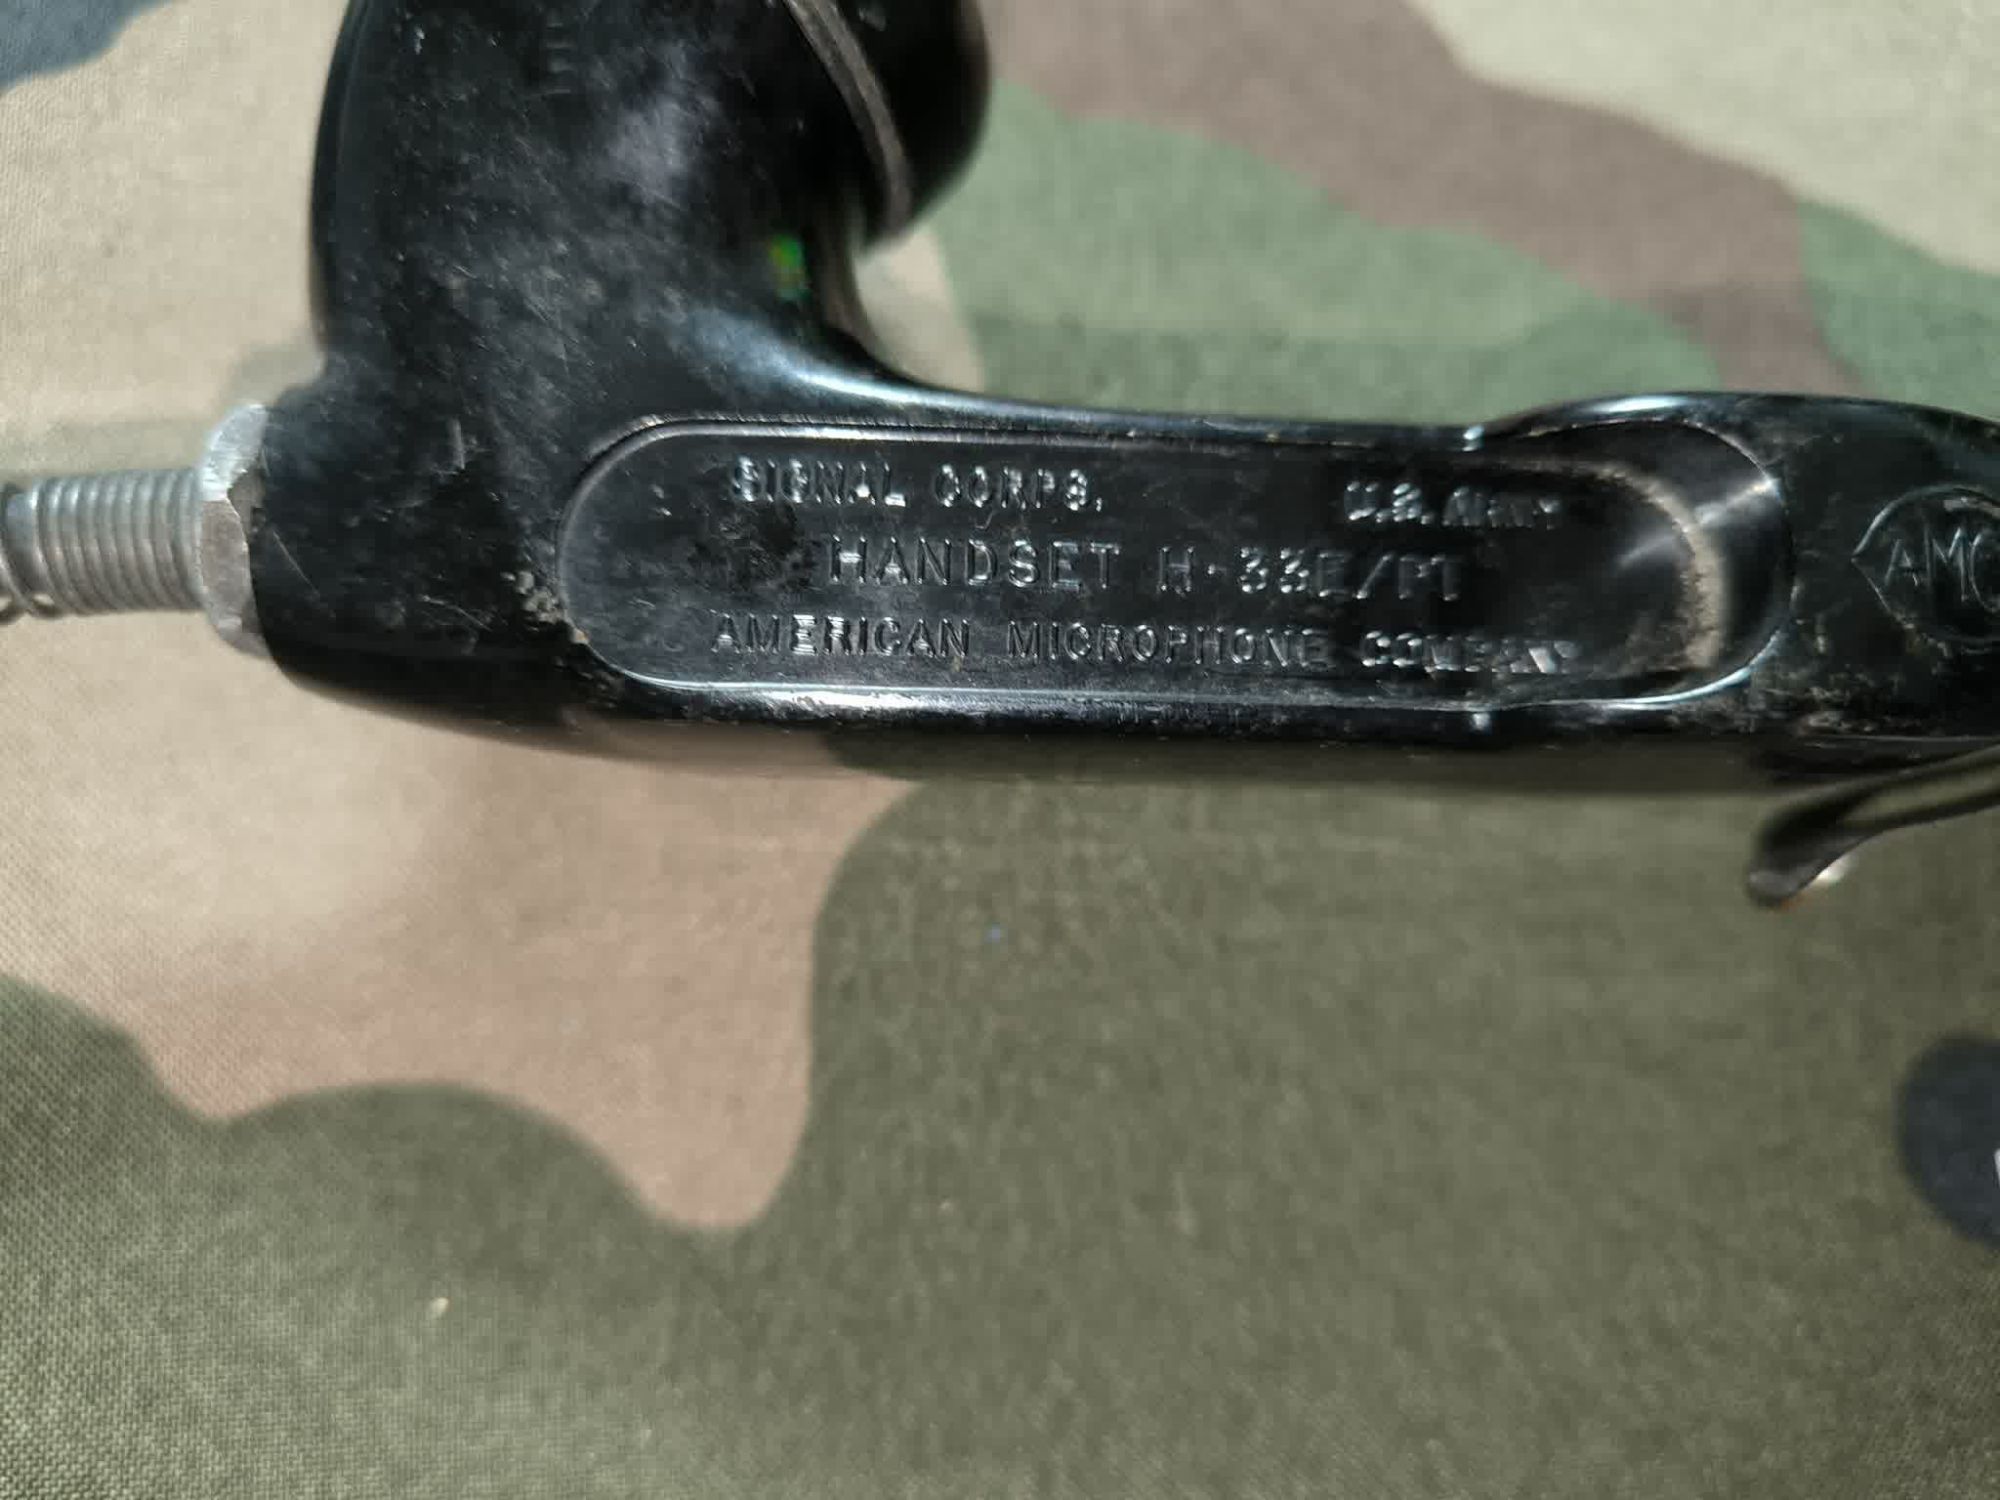 SIGNAL CORPS, U.S. ARMY
HANDSET H-33E/PT
AMERICAN MICROPHONE COMPANY
AMC